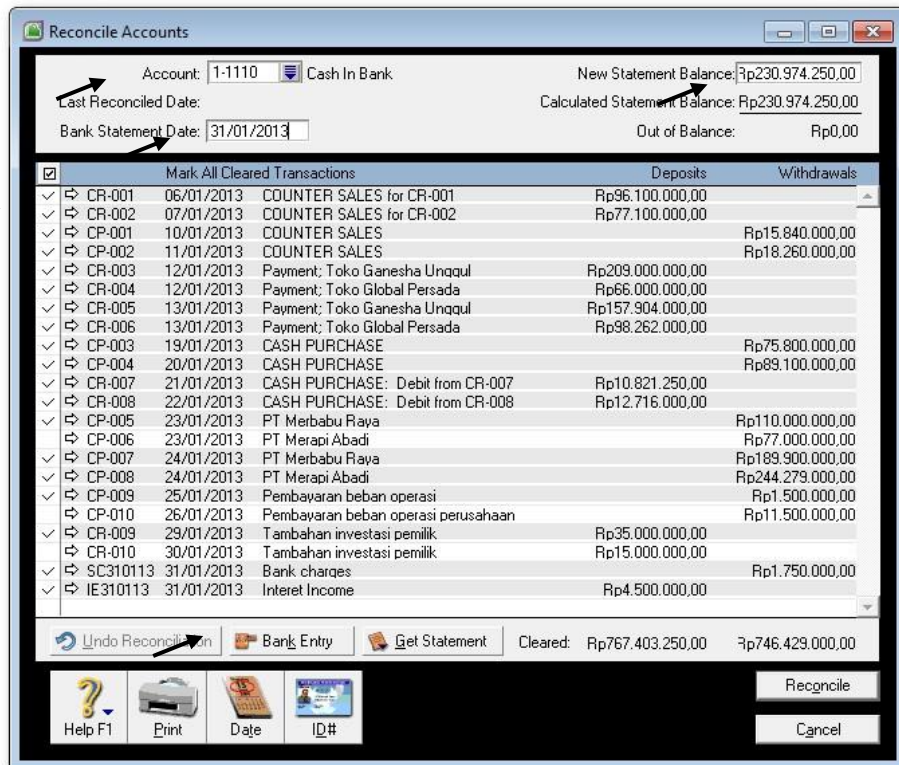 Reconcile Accounts
Account: 1-1110 Cash In Bank New Statement Balance: Rp230.974.250,00
Last Reconciled Date: Calculated Statement Balance: Rp230.974.250,00
Bank Statement Date: 31/01/2013 Out of Balance: Rp0,00
Mark All Cleared Transactions Deposits Withdrawals
CR-001 06/01/2013 COUNTER SALES for CR-001 Rp96.100.000,00
CR-002 07/01/2013 COUNTER SALES for CR-002 Rp77.100.000,00
CP-001 10/01/2013 COUNTER SALES Rp15.840.000,00
CP-002 11/01/2013 COUNTER SALES Rp18.260.000,00
CR-003 12/01/2013 Payment; Toko Ganesha Unggul Rp209.000.000,00
CR-004 12/01/2013 Payment; Toko Global Persada Rp66.000.000,00
CR-005 13/01/2013 Payment; Toko Ganesha Unggul Rp157.904.000,00
CR-006 13/01/2013 Payment; Toko Global Persada Rp98.262.000,00
CP-003 19/01/2013 CASH PURCHASE Rp75.800.000,00
CP-004 20/01/2013 CASH PURCHASE Rp89.100.000,00
CR-007 21/01/2013 CASH PURCHASE: Debit from CR-007 Rp10.821.250,00
CR-008 22/01/2013 CASH PURCHASE: Debit from CR-008 Rp12.716.000,00
CP-005 23/01/2013 PT Merbabu Raya Rp110.000.000,00
CP-006 23/01/2013 PT Merapi Abadi Rp77.000.000,00
CP-007 24/01/2013 PT Merbabu Raya Rp189.900.000,00
CP-008 24/01/2013 PT Merapi Abadi Rp244.279.000,00
CP-009 25/01/2013 Pembayaran beban operasi Rp1.500.000,00
CP-010 26/01/2013 Pembayaran beban operasi perusahaan Rp11.500.000,00
CR-009 29/01/2013 Tambahan investasi pemilik Rp35.000.000,00
CR-010 30/01/2013 Tambahan investasi pemilik Rp15.000.000,00
SC310113 31/01/2013 Bank charges Rp1.750.000,00
IE310113 31/01/2013 Interet Income Rp4.500.000,00
Undo Reconciliation Bank Entry Get Statement Cleared: Rp767.403.250,00 Rp746.429.000,00
Help F1 Print Date ID# Reconcile
Cancel